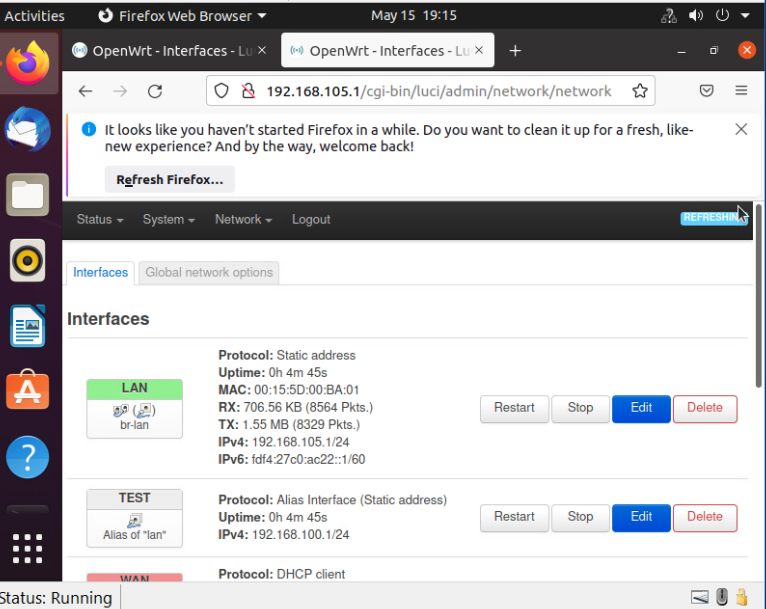 Activities
Firefox Web Browser
May 15 19:15
OpenWrt - Interfaces - Lu
OpenWrt - Interfaces - Lu
192.168.105.1/cgi-bin/luci/admin/network/network
It looks like you haven't started Firefox in a while. Do you want to clean it up for a fresh, like-
new experience? And by the way, welcome back!
Refresh Firefox...
Status
System
Network
Logout
REFRESHING
Interfaces
Global network options
Interfaces
LAN
br-lan
Protocol: Static address
Uptime: 0h 4m 45s
MAC: 00:15:5D:00:BA:01
RX: 706.56 KB (8564 Pkts.)
TX: 1.55 MB (8329 Pkts.)
IPv4: 192.168.105.1/24
IPv6: fdf4:27c0:ac22::1/60
Restart
Stop
Edit
Delete
TEST
Alias of "lan"
Protocol: Alias Interface (Static address)
Uptime: 0h 4m 45s
IPv4: 192.168.100.1/24
Restart
Stop
Edit
Delete
WAN
Protocol: DHCP client
Status: Running